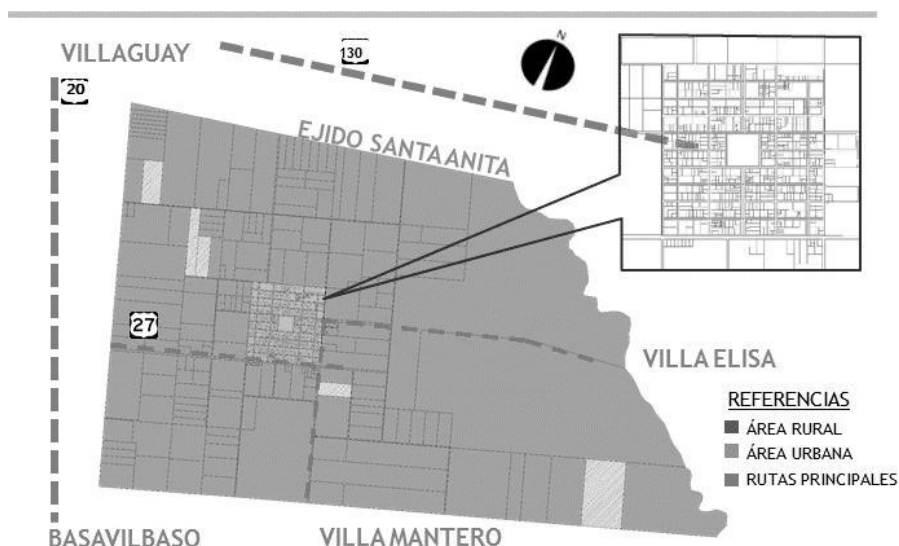 N
VILLAGUAY
130
20
EJIDO SANTA ANITA
27
VILLA ELISA
REFERENCIAS
ÁREA RURAL
ÁREA URBANA
RUTAS PRINCIPALES
BASAVILBASO
VILLA MANTERO